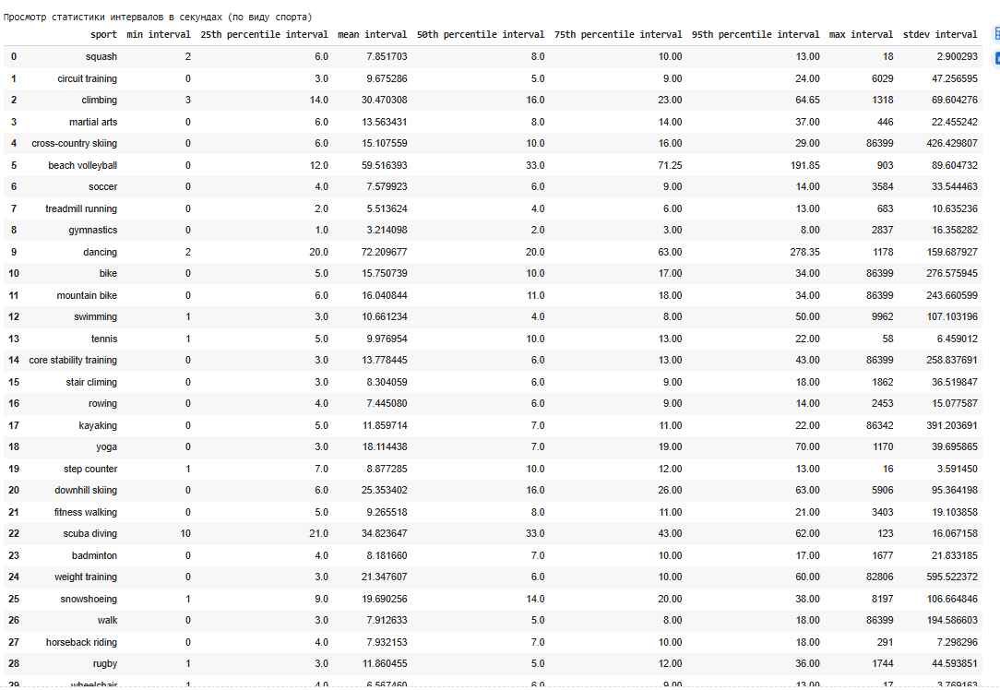 Просмотр статистики интервалов в секундах (по виду спорта)
sport min interval 25th percentile interval mean interval 50th percentile interval 75th percentile interval 95th percentile interval max interval stdev interval
0 squash 2 6.0 7.851703 8.0 10.00 13.00 18 2.900293
1 circuit training 0 3.0 9.675286 5.0 9.00 24.00 6029 47.256595
2 climbing 3 14.0 30.470308 16.0 23.00 64.65 1318 69.604276
3 martial arts 0 6.0 13.563431 8.0 14.00 37.00 446 22.455242
4 cross-country skiing 0 6.0 15.107559 10.0 16.00 29.00 86399 426.429807
5 beach volleyball 0 12.0 59.516393 33.0 71.25 191.85 903 89.604732
6 soccer 0 4.0 7.579923 6.0 9.00 14.00 3584 33.544463
7 treadmill running 0 2.0 5.513624 4.0 6.00 13.00 683 10.635236
8 gymnastics 0 1.0 3.214098 2.0 3.00 8.00 2837 16.358282
9 dancing 2 20.0 72.209677 20.0 63.00 278.35 1178 159.687927
10 bike 0 5.0 15.750739 10.0 17.00 34.00 86399 276.575945
11 mountain bike 0 6.0 16.040844 11.0 18.00 34.00 86399 243.660599
12 swimming 1 3.0 10.661234 4.0 8.00 50.00 9962 107.103196
13 tennis 1 5.0 9.976954 10.0 13.00 22.00 58 6.459012
14 core stability training 0 3.0 13.778445 6.0 13.00 43.00 86399 258.837691
15 stair climing 0 3.0 8.304059 6.0 9.00 18.00 1862 36.519847
16 rowing 0 4.0 7.445080 6.0 9.00 14.00 2453 15.077587
17 kayaking 0 5.0 11.859714 7.0 11.00 22.00 86342 391.203691
18 yoga 0 3.0 18.114438 7.0 19.00 70.00 1170 39.695865
19 step counter 1 7.0 8.877285 10.0 12.00 13.00 16 3.591450
20 downhill skiing 0 6.0 25.353402 16.0 26.00 63.00 5906 95.364198
21 fitness walking 0 5.0 9.265518 8.0 11.00 21.00 3403 19.103858
22 scuba diving 10 21.0 34.823647 33.0 43.00 62.00 123 16.067158
23 badminton 0 4.0 8.181660 7.0 10.00 17.00 1677 21.833185
24 weight training 0 3.0 21.347607 6.0 10.00 60.00 82806 595.522372
25 snowshoeing 1 9.0 19.690256 14.0 20.00 38.00 8197 106.664846
26 walk 0 3.0 7.912633 5.0 8.00 18.00 86399 194.586603
27 horseback riding 0 4.0 7.932153 7.0 10.00 18.00 291 7.298296
28 rugby 1 3.0 11.860455 5.0 12.00 36.00 1744 44.593851
29 wheelchair 1 4.0 6.567460 6.0 9.00 13.00 17 3.769163